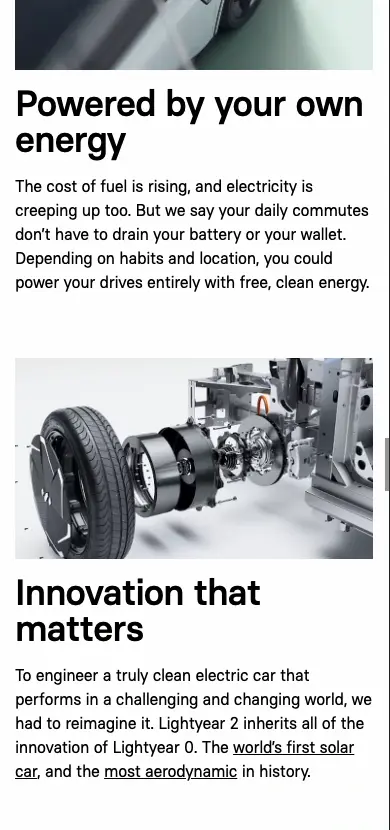 Powered by your own
energy
The cost of fuel is rising, and electricity is
creeping up too. But we say your daily commutes
don’t have to drain your battery or your wallet.
Depending on habits and location, you could
power your drives entirely with free, clean energy.
Innovation that
matters
To engineer a truly clean electric car that
performs in a challenging and changing world, we
had to reimagine it. Lightyear 2 inherits all of the
innovation of Lightyear 0. The world’s first solar
car, and the most aerodynamic in history.